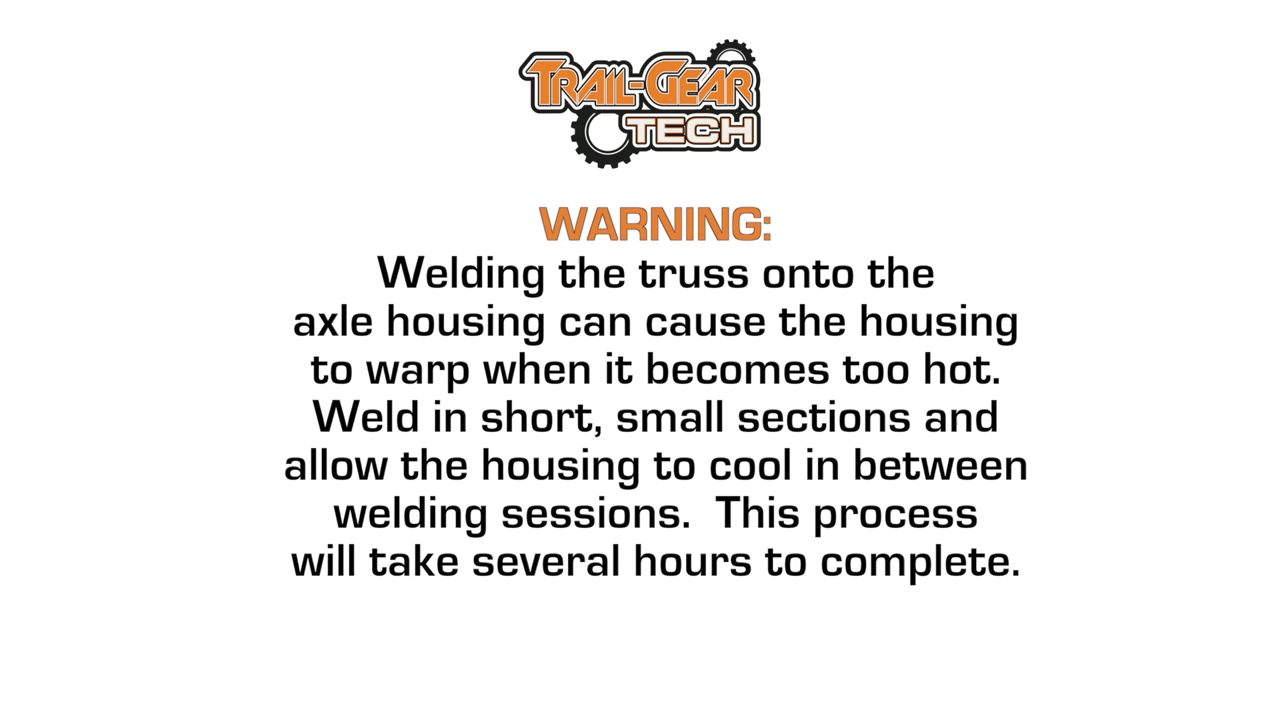 TRAIL-GEAR
TECH
WARNING:
Welding the truss onto the
axle housing can cause the housing
to warp when it becomes too hot.
Weld in short, small sections and
allow the housing to cool in between
welding sessions.  This process
will take several hours to complete.